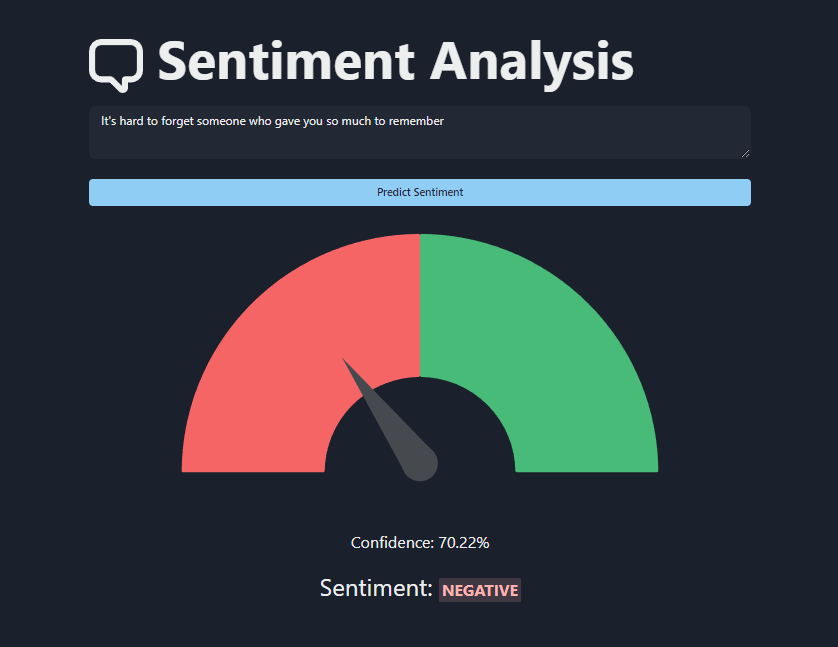 Sentiment Analysis
It's hard to forget someone who gave you so much to remember
Predict Sentiment
Confidence: 70.22%
Sentiment: NEGATIVE